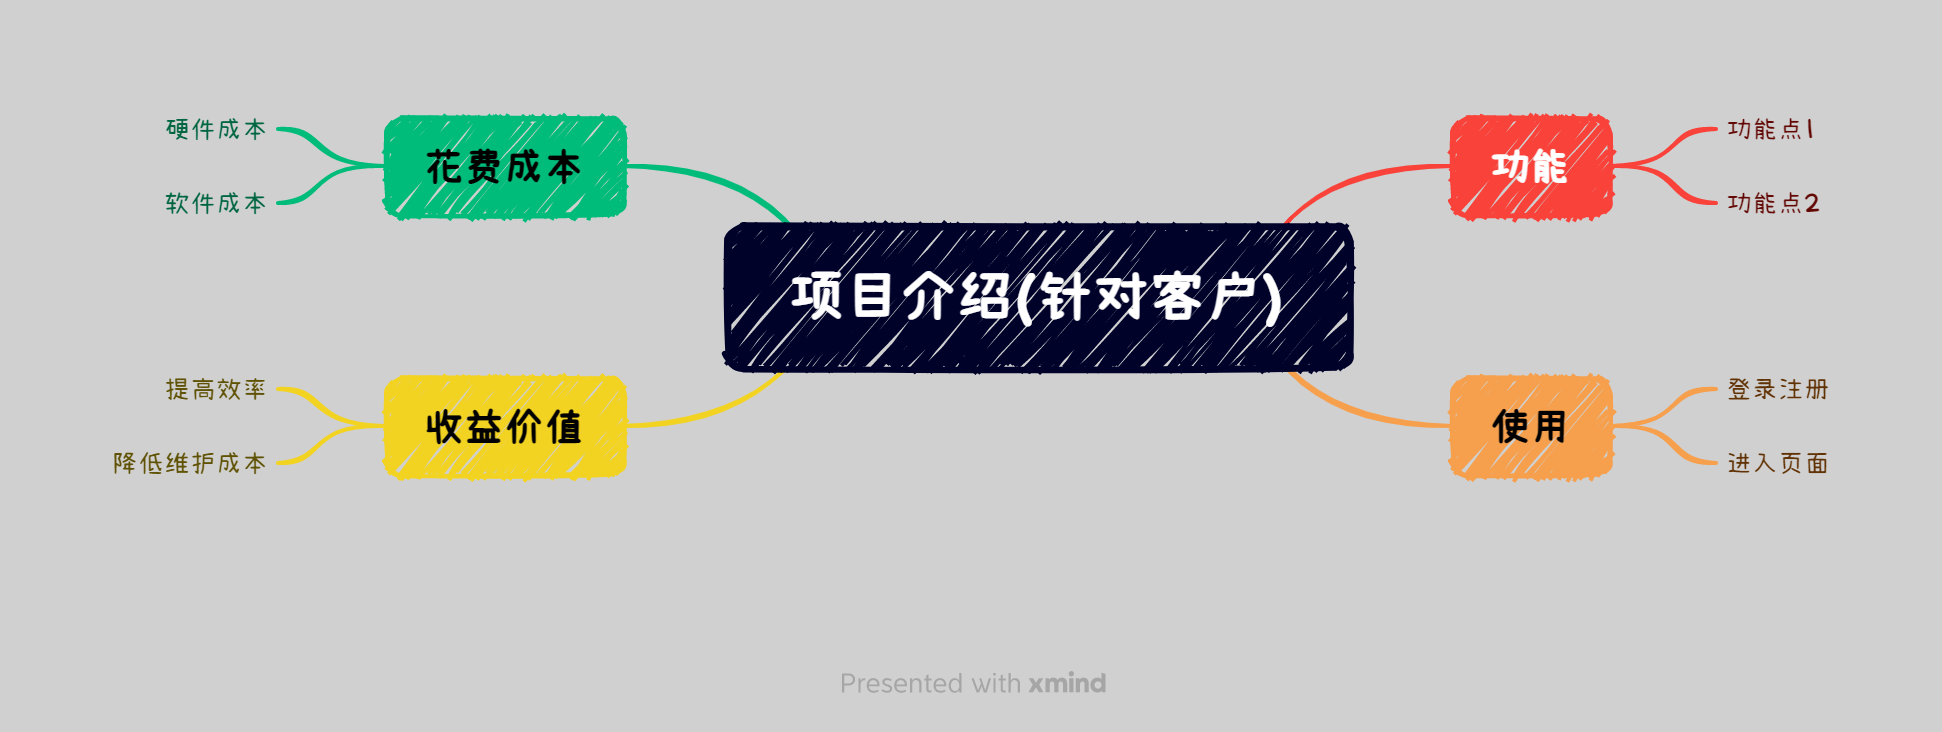 项目介绍(针对客户)
功能
功能点1
功能点2
使用
登录注册
进入页面
花费成本
硬件成本
软件成本
收益价值
提高效率
降低维护成本
Presented with xmind